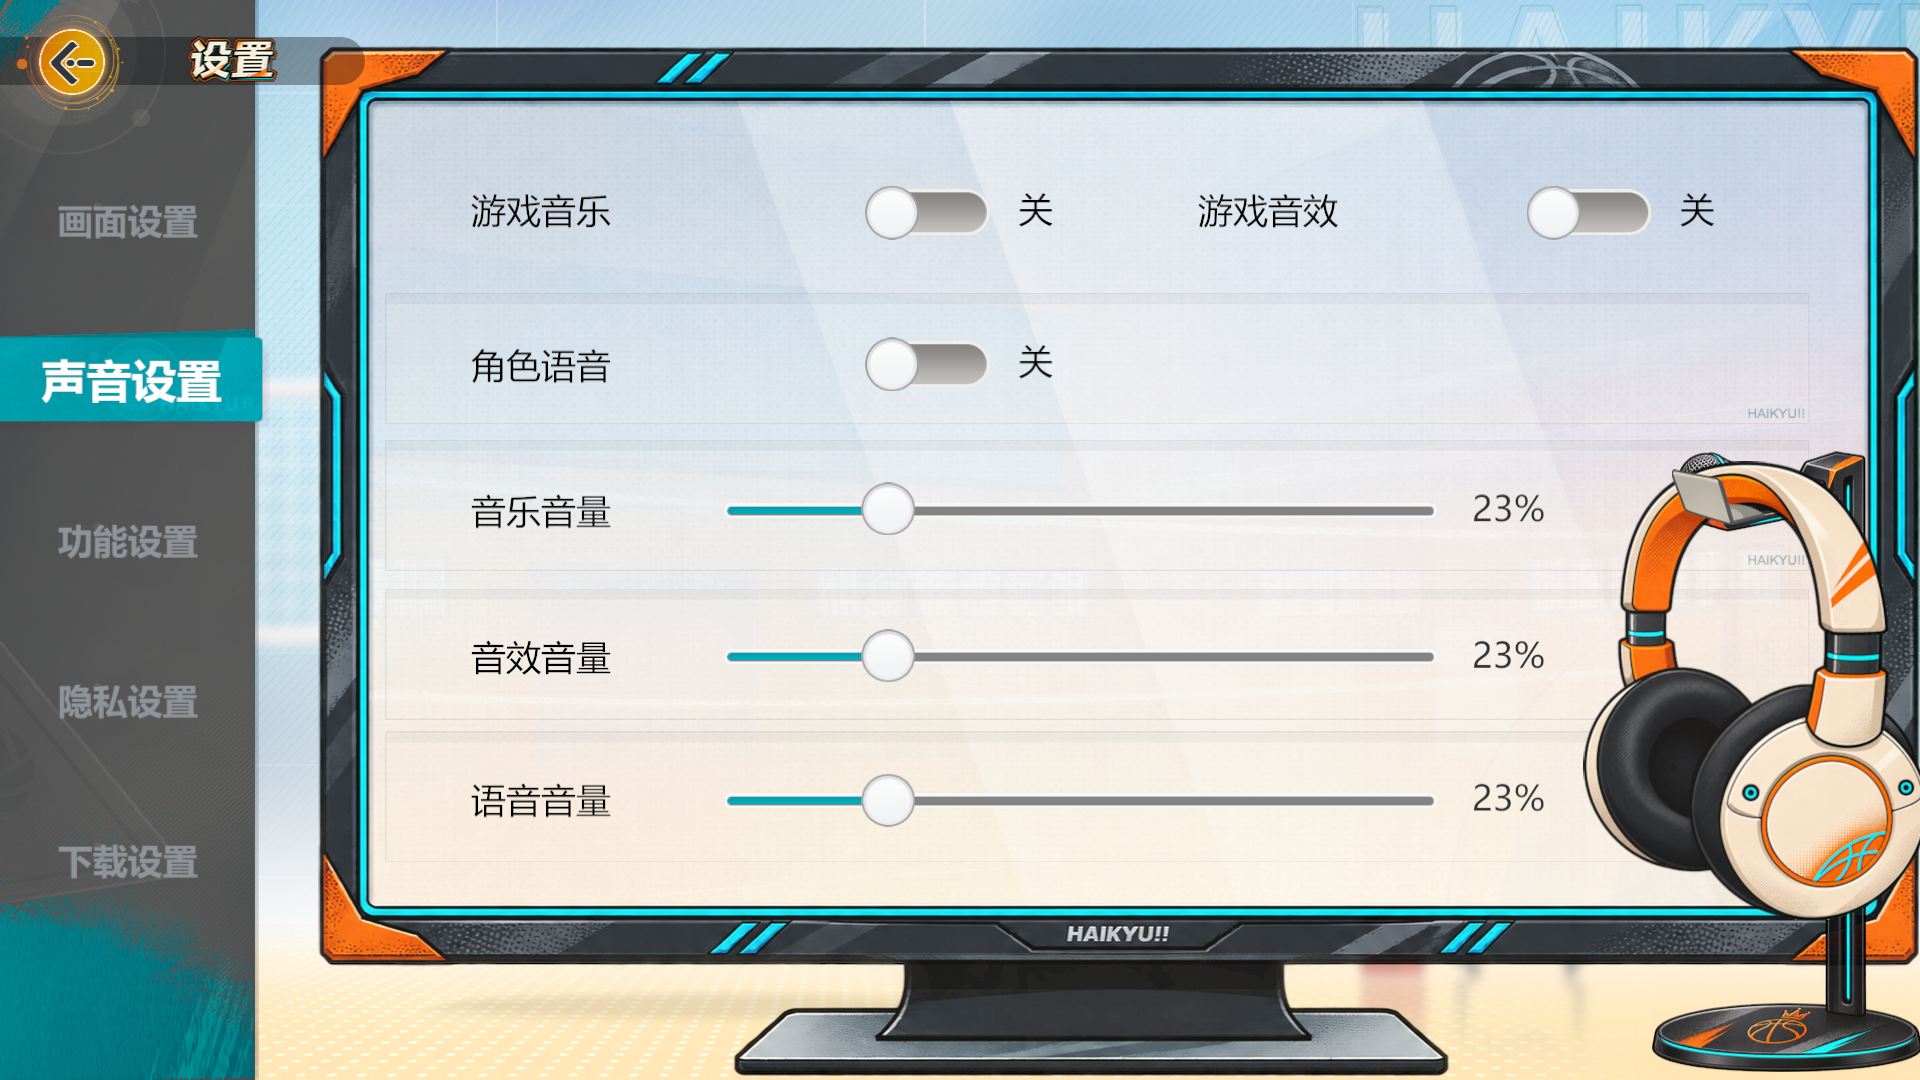 设置
画面设置
声音设置
功能设置
隐私设置
下载设置
游戏音乐 关 游戏音效 关
角色语音 关
HAIKYU!!
音乐音量 23%
HAIKYU!!
音效音量 23%
语音音量 23%
HAIKYU!!
HAIKYU
HAIKYU!!